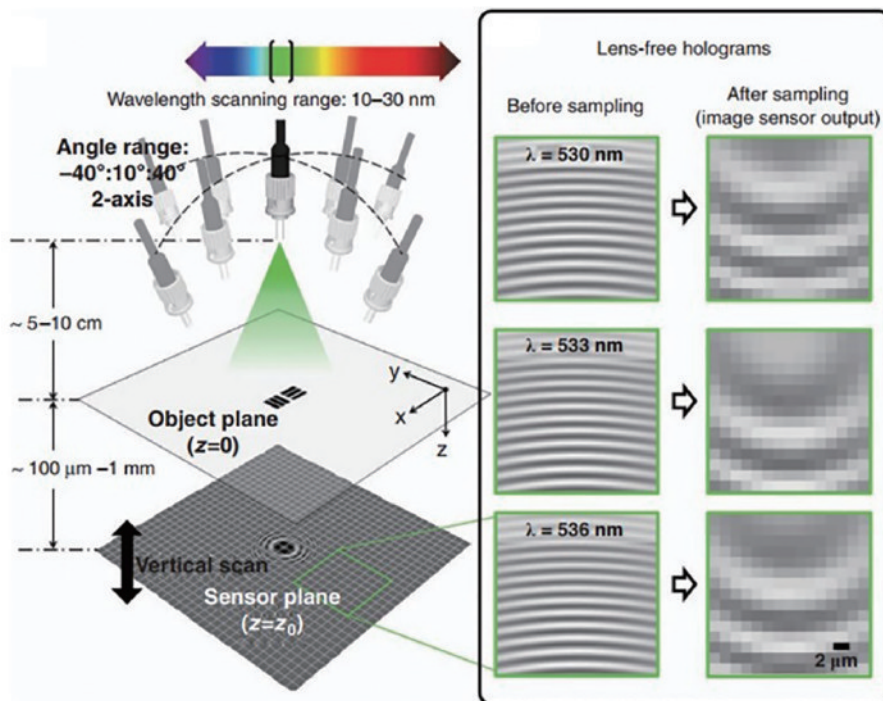 Wavelength scanning range: 10–30 nm
Angle range:
–40°:10°:40°
2-axis
~ 5–10 cm
y
x
z
Object plane
(z=0)
~ 100 µm –1 mm
Vertical scan
Sensor plane
(z=z₀)
Lens-free holograms
Before sampling
After sampling
(image sensor output)
λ = 530 nm
λ = 533 nm
λ = 536 nm
2 µm